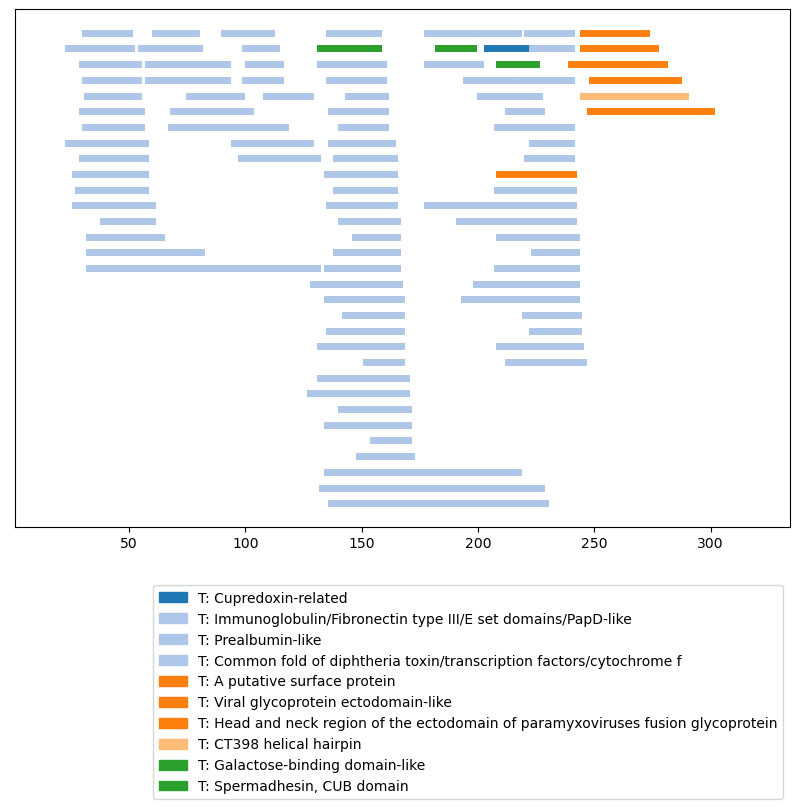 50 100 150 200 250 300
T: Cupredoxin-related
T: Immunoglobulin/Fibronectin type III/E set domains/PapD-like
T: Prealbumin-like
T: Common fold of diphtheria toxin/transcription factors/cytochrome f
T: A putative surface protein
T: Viral glycoprotein ectodomain-like
T: Head and neck region of the ectodomain of paramyxoviruses fusion glycoprotein
T: CT398 helical hairpin
T: Galactose-binding domain-like
T: Spermadhesin, CUB domain